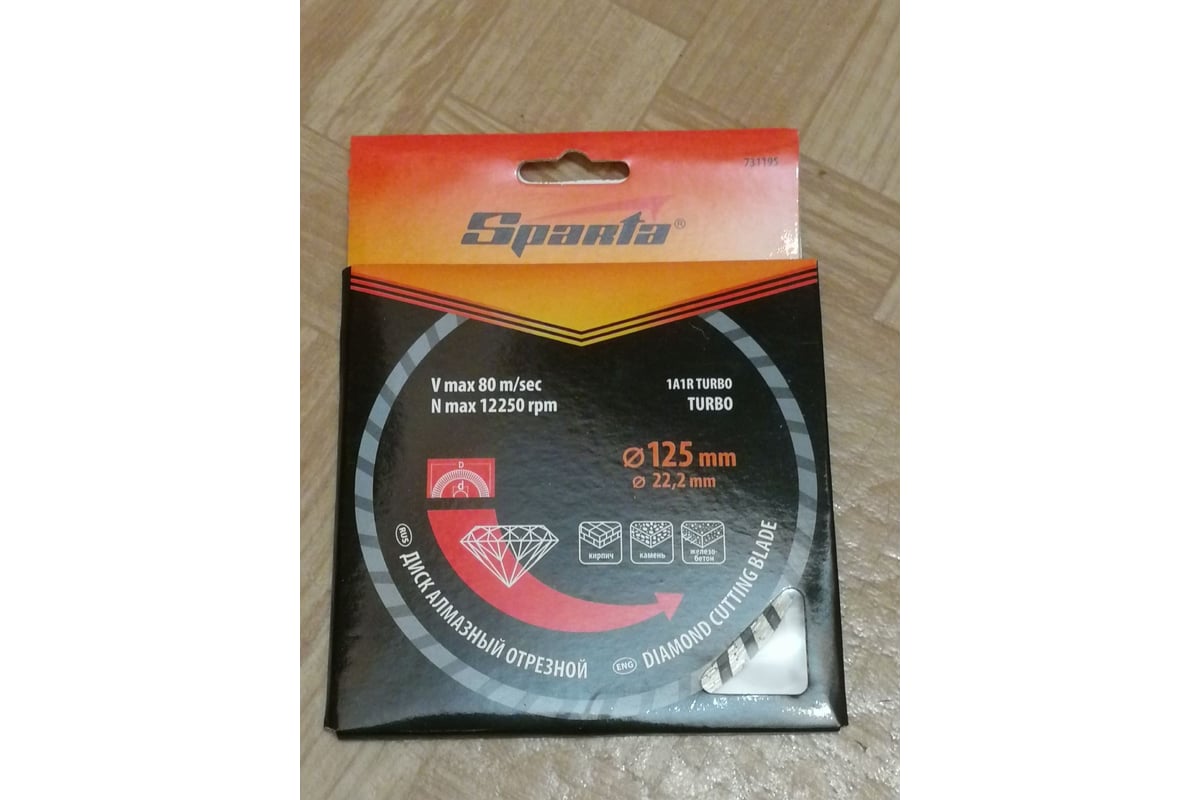 731195
Sparta®
V max 80 m/sec
N max 12250 rpm
1A1R TURBO
TURBO
Ø 125 mm
Ø 22,2 mm
D
d
кирпич
камень
железо-
бетон
RUS ДИСК АЛМАЗНЫЙ ОТРЕЗНОЙ
ENG DIAMOND CUTTING BLADE